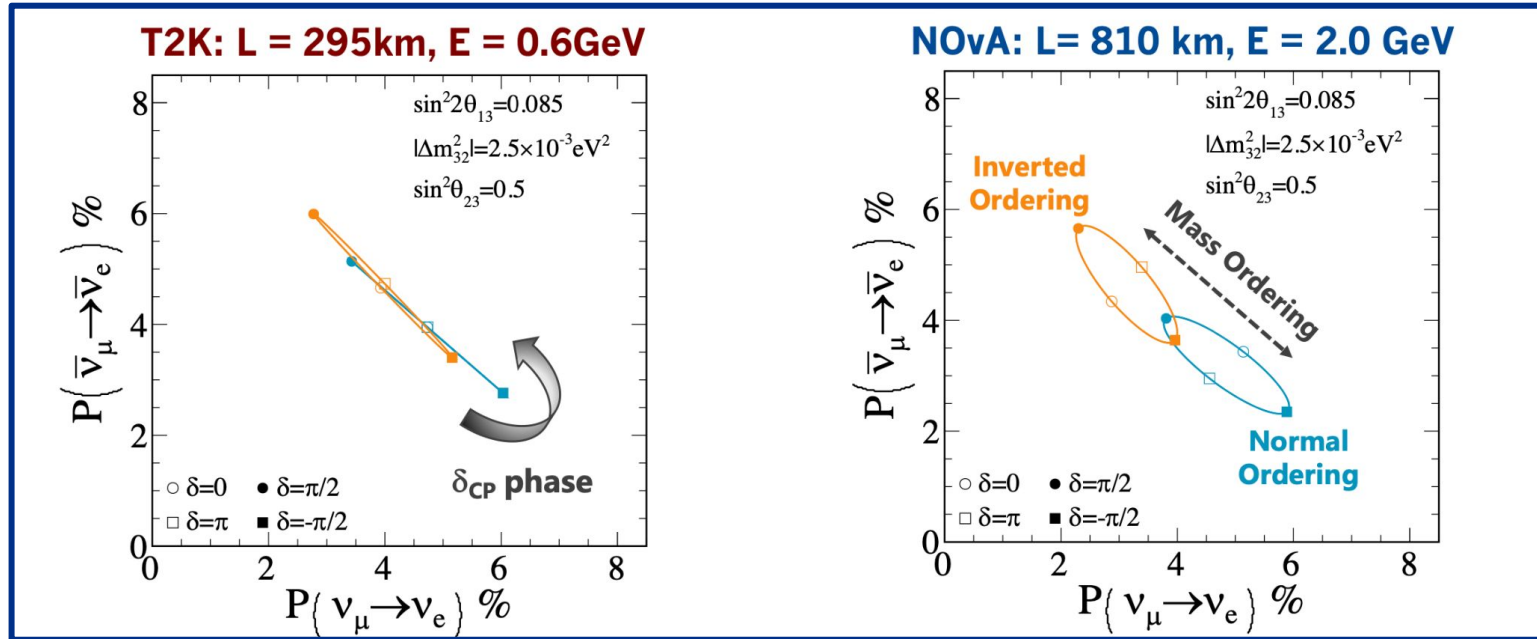 T2K: L = 295km, E = 0.6GeV
8
6
4
2
0
P(ν̅μ→ν̅e) %
sin²2θ₁₃=0.085
|Δm²₃₂|=2.5×10⁻³eV²
sin²θ₂₃=0.5
δCP phase
○ δ=0 ● δ=π/2
□ δ=π ■ δ=-π/2
0 2 4 6 8
P(νμ→νe) %
NOvA: L= 810 km, E = 2.0 GeV
8
6
4
2
0
P(ν̅μ→ν̅e) %
sin²2θ₁₃=0.085
|Δm²₃₂|=2.5×10⁻³eV²
sin²θ₂₃=0.5
Inverted
Ordering
Mass Ordering
Normal
Ordering
○ δ=0 ● δ=π/2
□ δ=π ■ δ=-π/2
0 2 4 6 8
P(νμ→νe) %